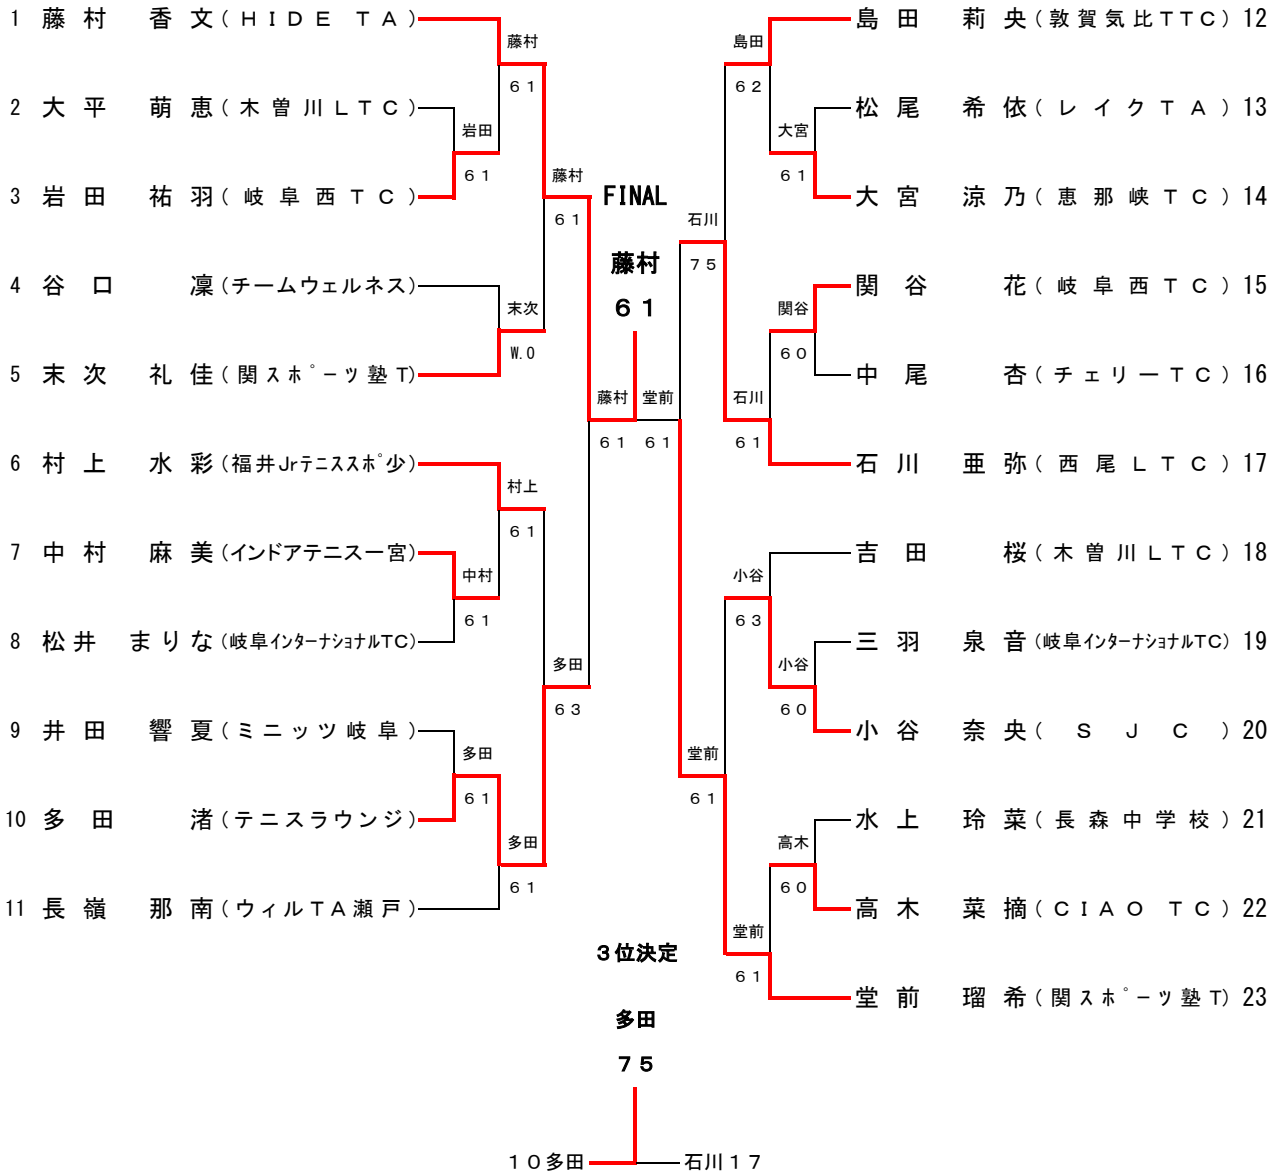 1 藤村 香文(HIDE TA)
2 大平 萌恵(木曽川LTC)
3 岩田 祐羽(岐阜西TC)
4 谷口 凜(チームウェルネス)
5 末次 礼佳(関スポーツ塾T)
6 村上 水彩(福井Jrテニススポ少)
7 中村 麻美(インドアテニス一宮)
8 松井 まりな(岐阜インターナショナルTC)
9 井田 響夏(ミニッツ岐阜)
10 多田 渚(テニスラウンジ)
11 長嶺 那南(ウィルTA瀬戸)
藤村
61
岩田
61
藤村
61
末次
W.0
村上
61
中村
61
多田
63
多田
61
多田
61
藤村
61
FINAL
藤村
61
堂前
61
石川
75
島田
62
大宮
61
関谷
60
石川
61
小谷
63
小谷
60
堂前
61
高木
60
堂前
61
島田 莉央(敦賀気比TTC) 12
松尾 希依(レイクTA) 13
大宮 涼乃(恵那峡TC) 14
関谷 花(岐阜西TC) 15
中尾 杏(チェリーTC) 16
石川 亜弥(西尾LTC) 17
吉田 桜(木曽川LTC) 18
三羽 泉音(岐阜インターナショナルTC) 19
小谷 奈央(SJC) 20
水上 玲菜(長森中学校) 21
高木 菜摘(CIAO TC) 22
堂前 瑠希(関スポーツ塾T) 23
3位決定
多田
75
10多田
石川17